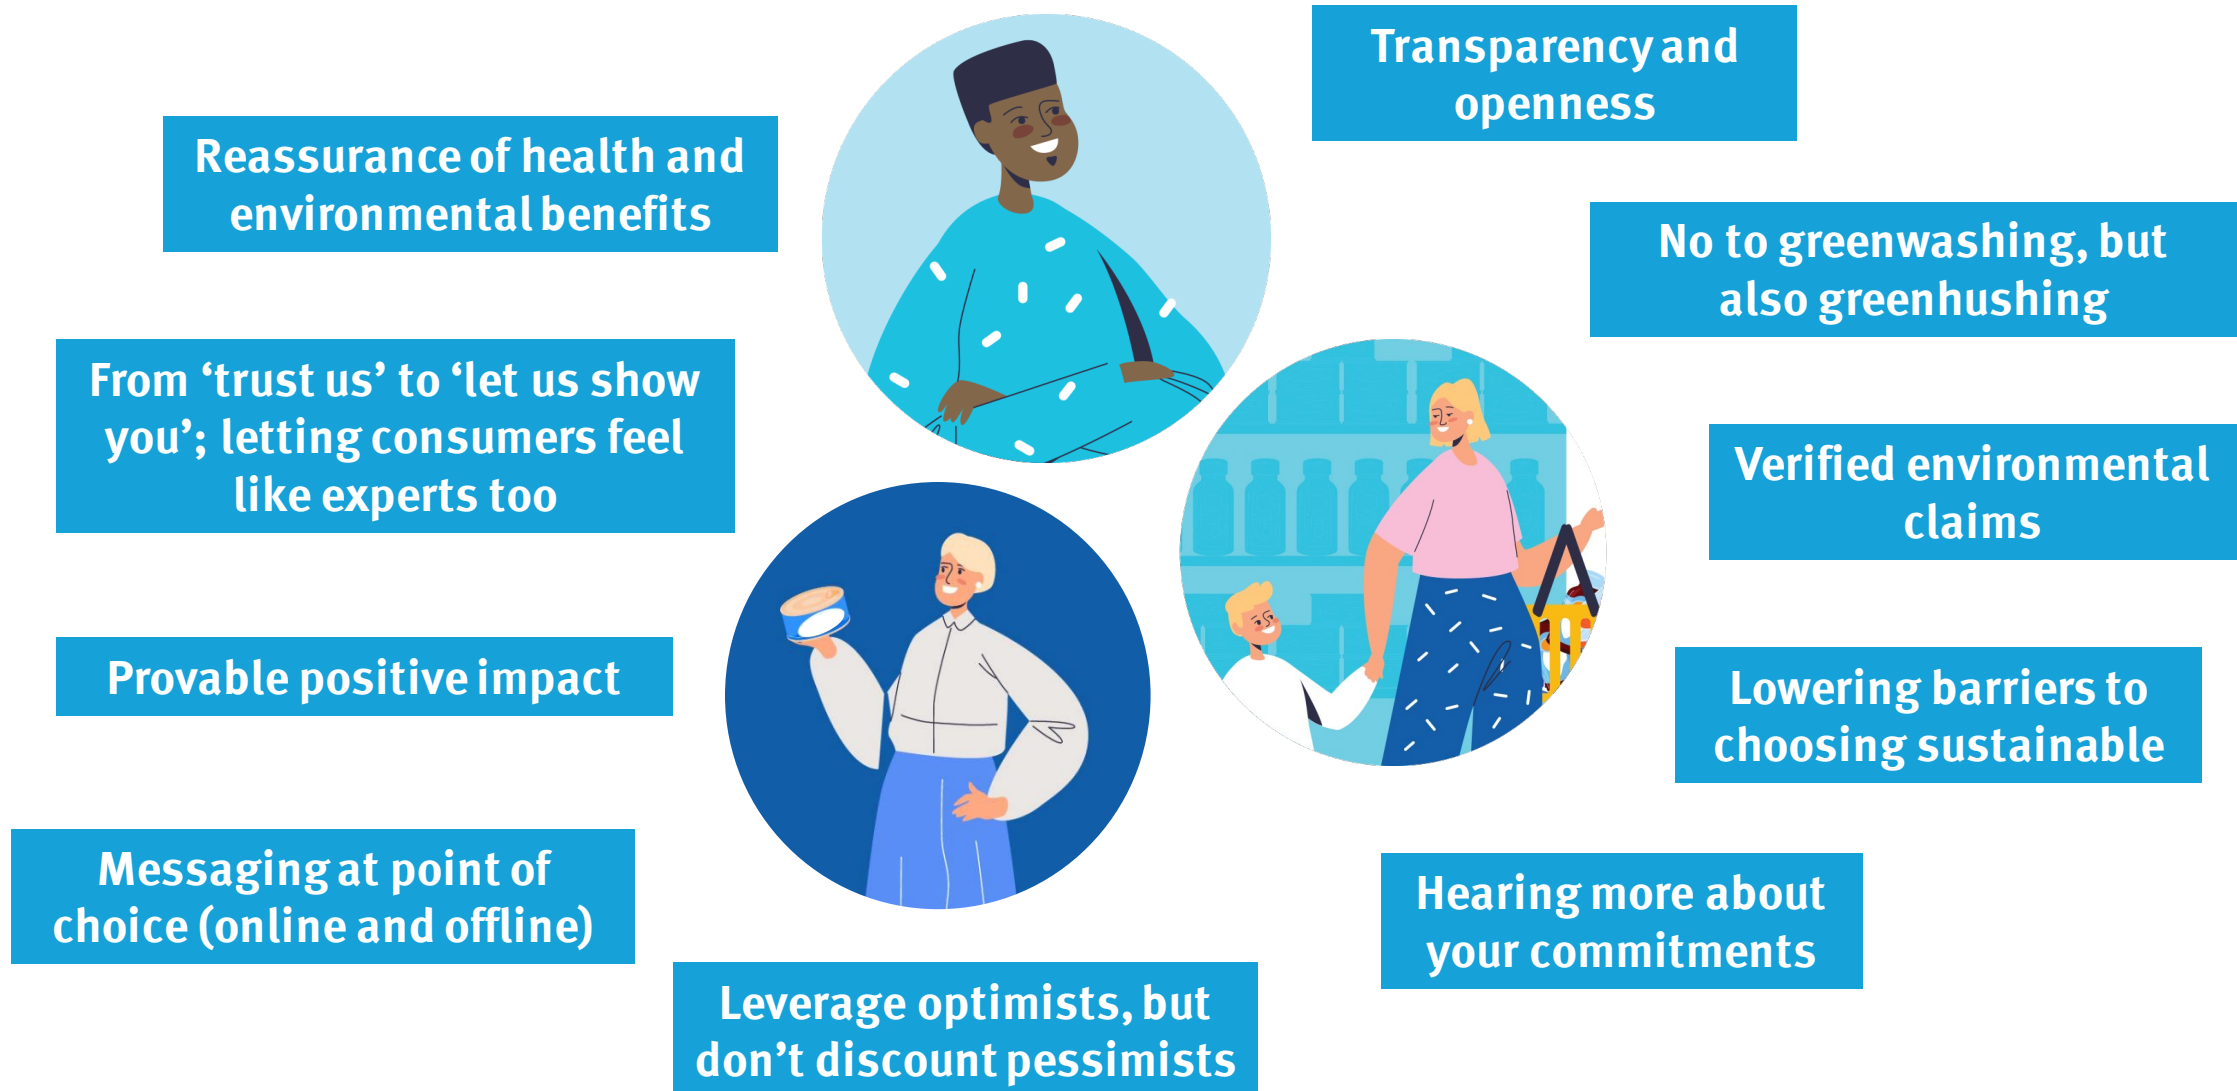 Transparency and
openness
Reassurance of health and
environmental benefits
No to greenwashing, but
also greenhushing
From ‘trust us’ to ‘let us show
you’; letting consumers feel
like experts too
Verified environmental
claims
Provable positive impact
Lowering barriers to
choosing sustainable
Messaging at point of
choice (online and offline)
Hearing more about
your commitments
Leverage optimists, but
don’t discount pessimists